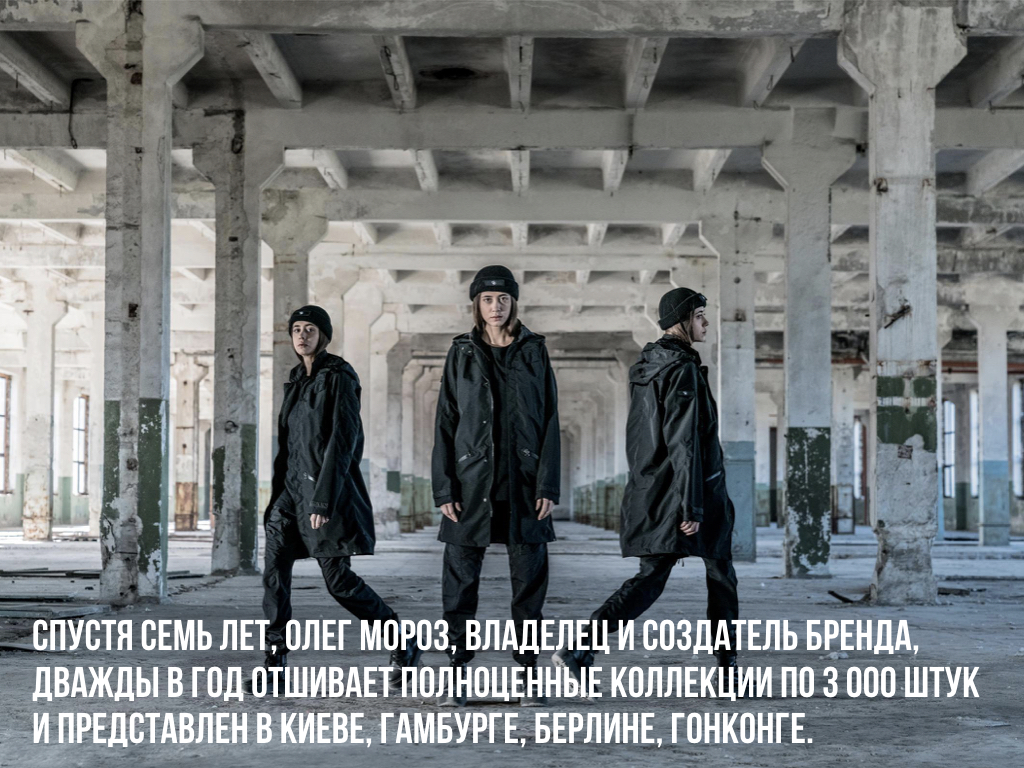 СПУСТЯ СЕМЬ ЛЕТ, ОЛЕГ МОРОЗ, ВЛАДЕЛЕЦ И СОЗДАТЕЛЬ БРЕНДА,
ДВАЖДЫ В ГОД ОТШИВАЕТ ПОЛНОЦЕННЫЕ КОЛЛЕКЦИИ ПО 3 000 ШТУК
И ПРЕДСТАВЛЕН В КИЕВЕ, ГАМБУРГЕ, БЕРЛИНЕ, ГОНКОНГЕ.